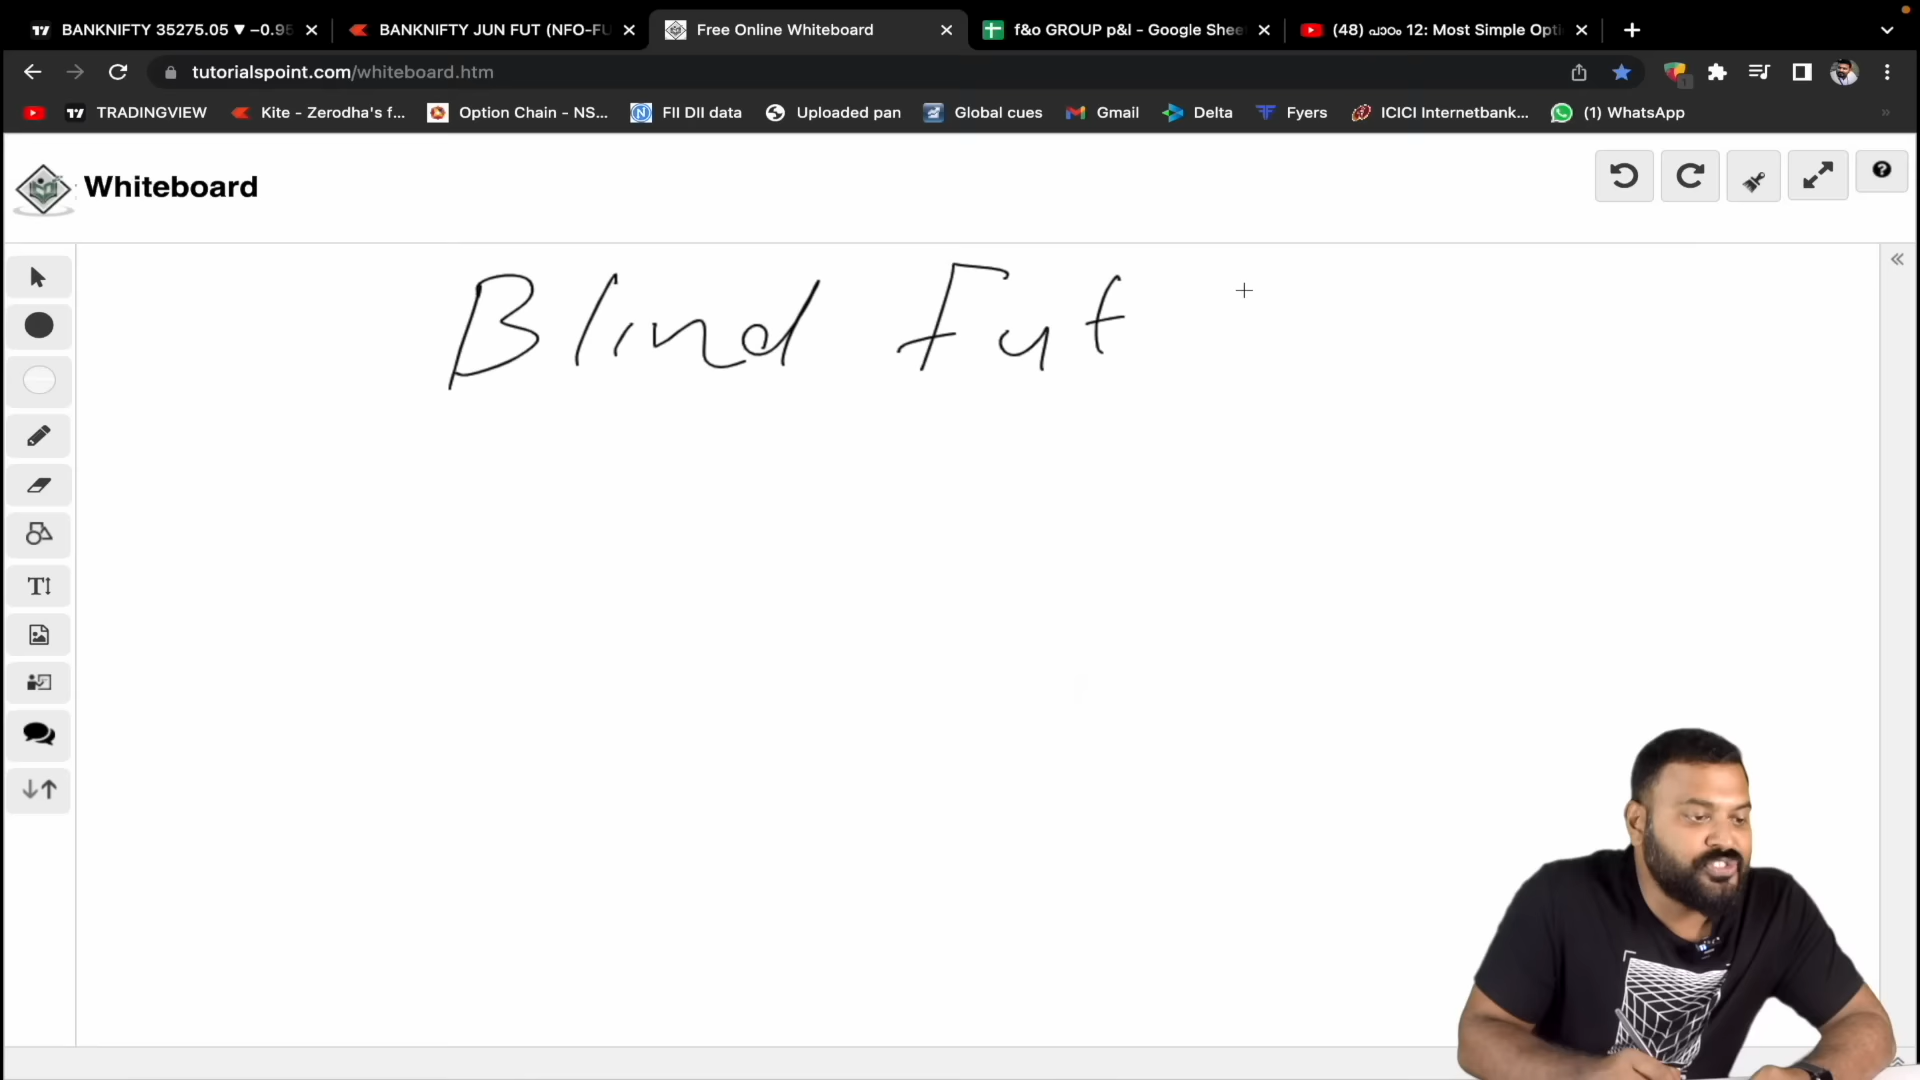 BANKNIFTY 35275.05 ▼ −0.95
BANKNIFTY JUN FUT (NFO-FU
Free Online Whiteboard
f&o GROUP p&l - Google Shee
(48) പാഠം 12: Most Simple Opti
tutorialspoint.com/whiteboard.htm
TRADINGVIEW
Kite - Zerodha's f...
Option Chain - NS...
FII DII data
Uploaded pan
Global cues
Gmail
Delta
Fyers
ICICI Internetbank...
(1) WhatsApp
Whiteboard
Blind Fut